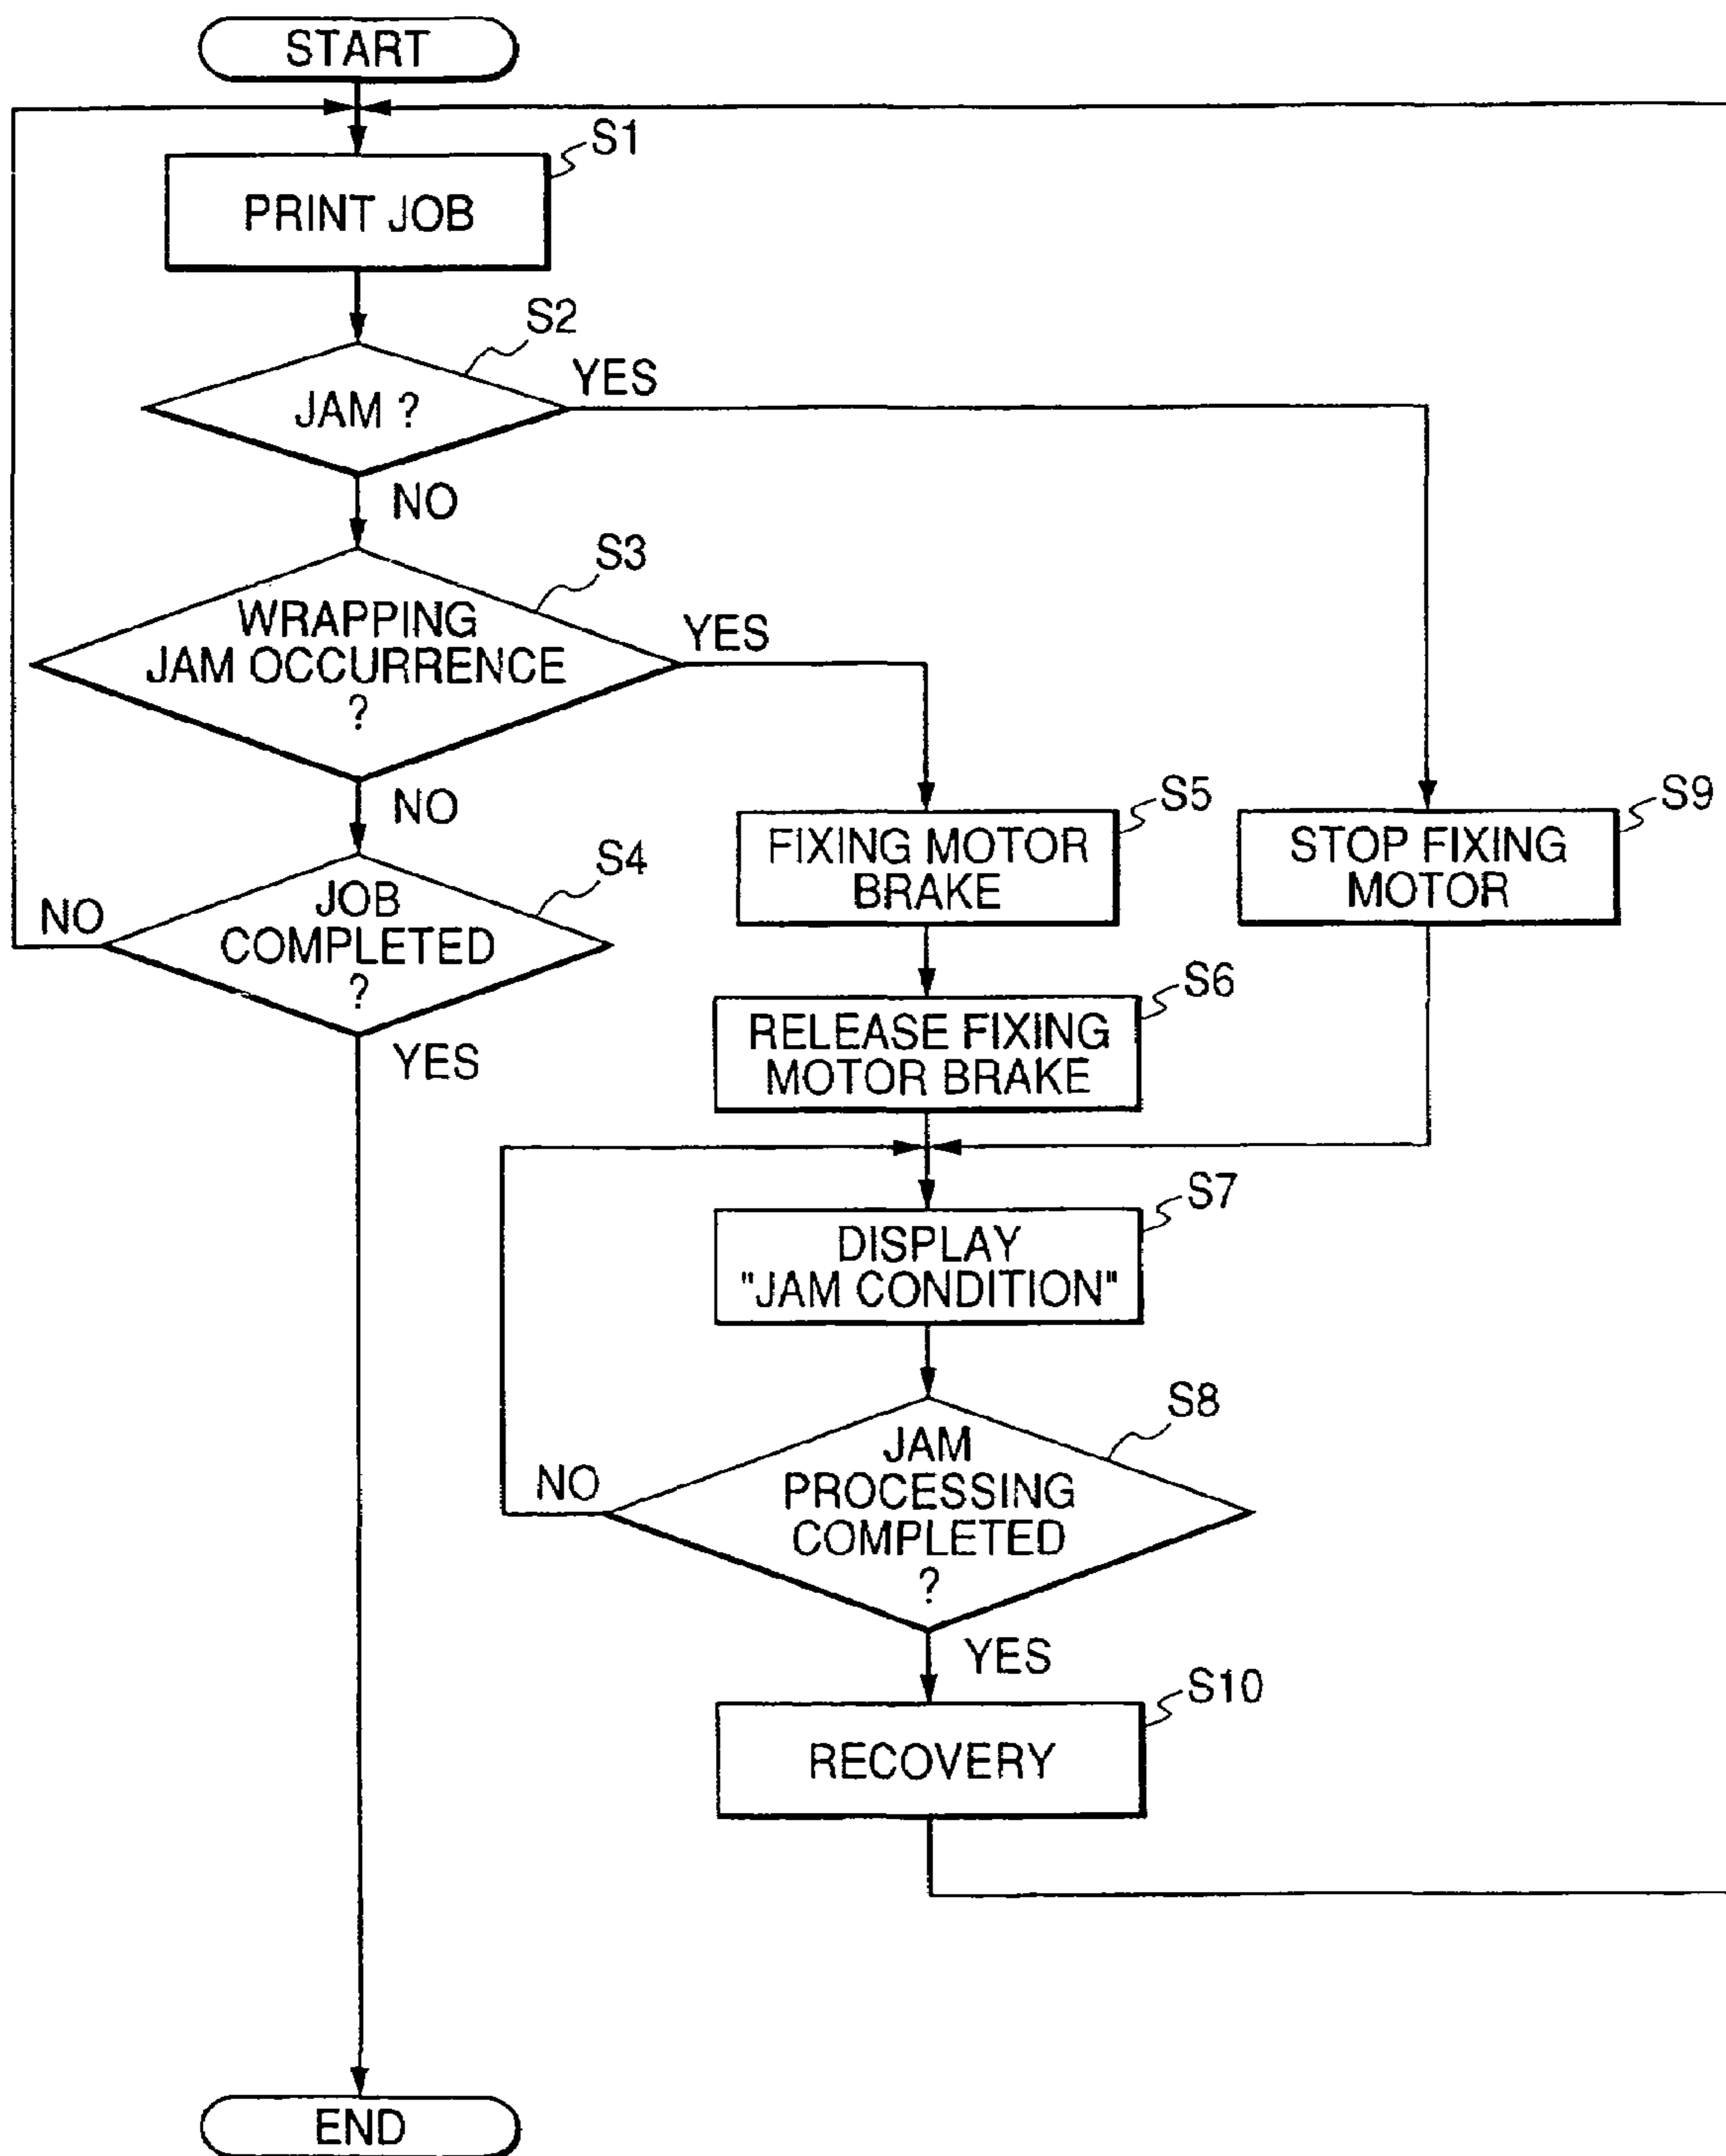 START
S1
PRINT JOB
S2
JAM ?
YES
NO
S3
WRAPPING
JAM OCCURRENCE
?
YES
NO
S4
JOB
COMPLETED
?
NO
YES
S5
FIXING MOTOR
BRAKE
S9
STOP FIXING
MOTOR
S6
RELEASE FIXING
MOTOR BRAKE
S7
DISPLAY
"JAM CONDITION"
S8
JAM
PROCESSING
COMPLETED
?
NO
YES
S10
RECOVERY
END